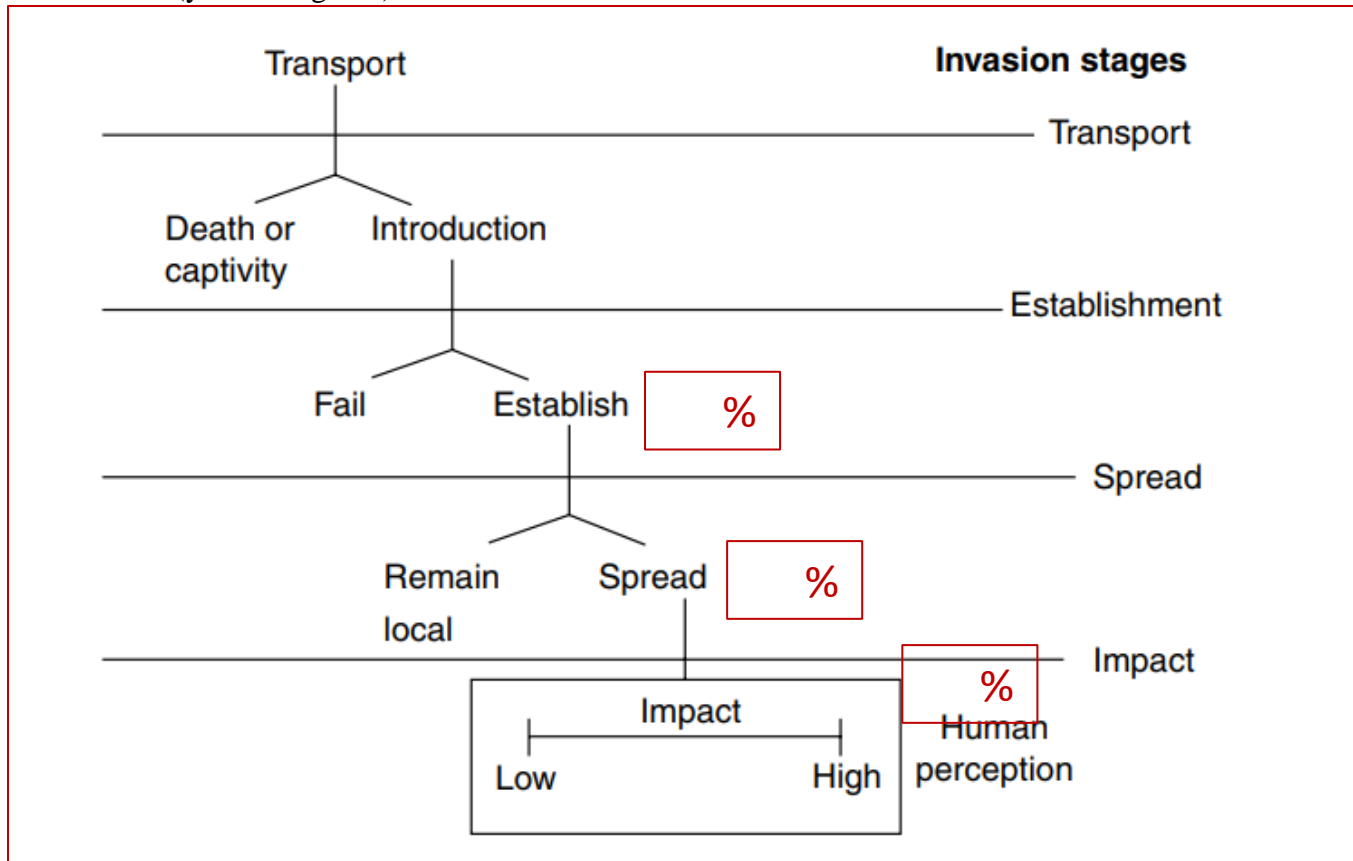 Transport
Invasion stages
Transport
Death or
captivity
Introduction
Establishment
Fail
Establish
%
Spread
Remain
local
Spread
%
Impact
%
Impact
Low
High
Human
perception